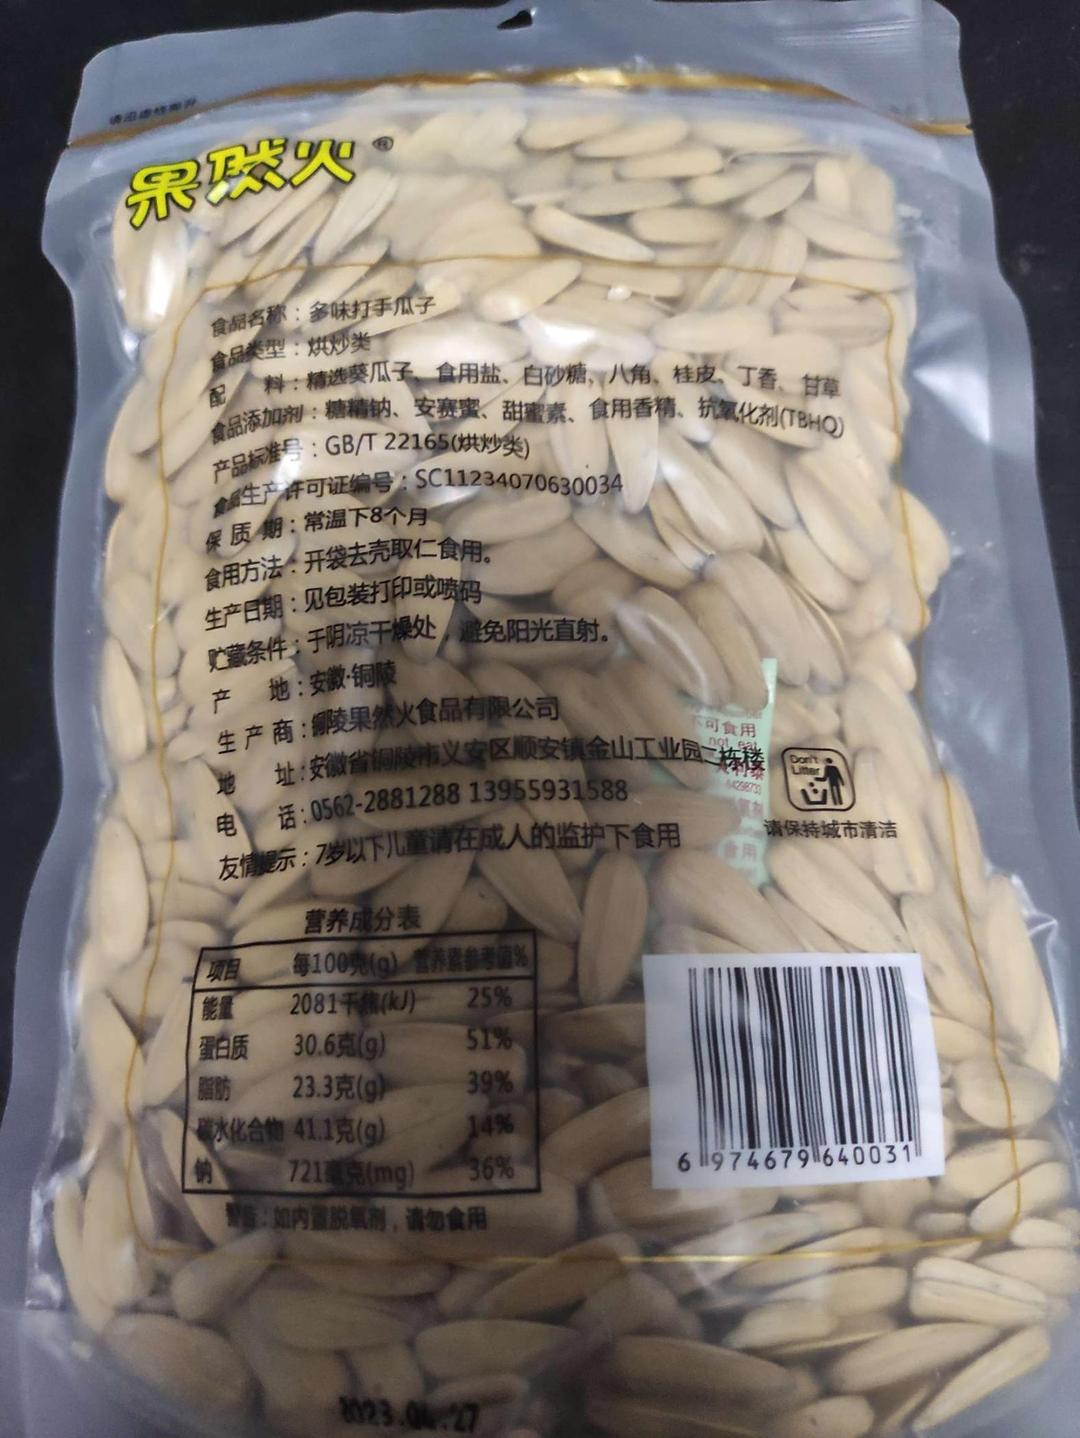 请沿虚线撕开
果然火®
食品名称：多味打手瓜子
食品类型：烘炒类
配 料：精选葵瓜子、食用盐、白砂糖、八角、桂皮、丁香、甘草
食品添加剂：糖精钠、安赛蜜、甜蜜素、食用香精、抗氧化剂(TBHQ)
产品标准号：GB/T 22165(烘炒类)
食品生产许可证编号：SC11234070630034
保 质 期：常温下8个月
食用方法：开袋去壳取仁食用。
生产日期：见包装打印或喷码
贮藏条件：于阴凉干燥处，避免阳光直射。
产 地：安徽·铜陵
生 产 商：铜陵果然火食品有限公司
地 址：安徽省铜陵市义安区顺安镇金山工业园二栋楼
电 话：0562-2881288 13955931588
友情提示：7岁以下儿童请在成人的监护下食用
不可食用
not eat
Don't Litter
请保持城市清洁
营养成分表
项目 每100克(g) 营养素参考值%
能量 2081千焦(kJ) 25%
蛋白质 30.6克(g) 51%
脂肪 23.3克(g) 39%
碳水化合物 41.1克(g) 14%
钠 721毫克(mg) 36%
警告：如内置脱氧剂，请勿食用
6 974679 640031
2023.04.27